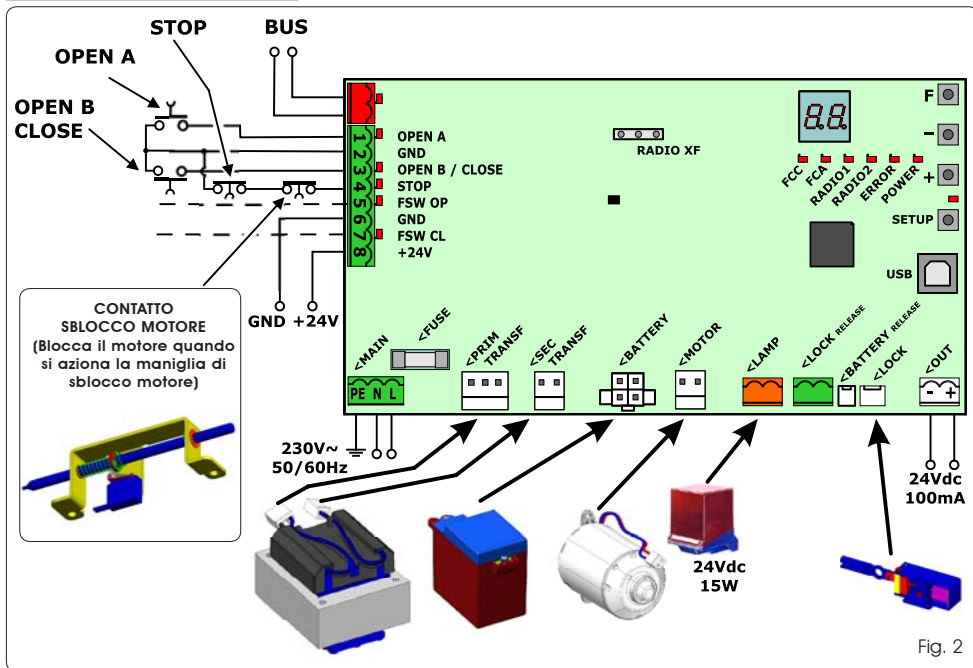 STOP
BUS
OPEN A
OPEN B
CLOSE
1 OPEN A
2 GND
3 OPEN B / CLOSE
4 STOP
5 FSW OP
6 GND
7 FSW CL
8 +24V
RADIO XF
8.8.
FCC
FCA
RADIO1
RADIO2
ERROR
POWER
F
-
+
SETUP
USB
GND +24V
CONTATTO
SBLOCCO MOTORE
(Blocca il motore quando
si aziona la maniglia di
sblocco motore)
<MAIN
<FUSE
<PRIM
TRANSF
<SEC
TRANSF
<BATTERY
<MOTOR
<LAMP
<LOCK RELEASE
<BATTERY RELEASE
<LOCK
<OUT
PE N L
- +
230V~
50/60Hz
24Vdc
15W
24Vdc
100mA
Fig. 2